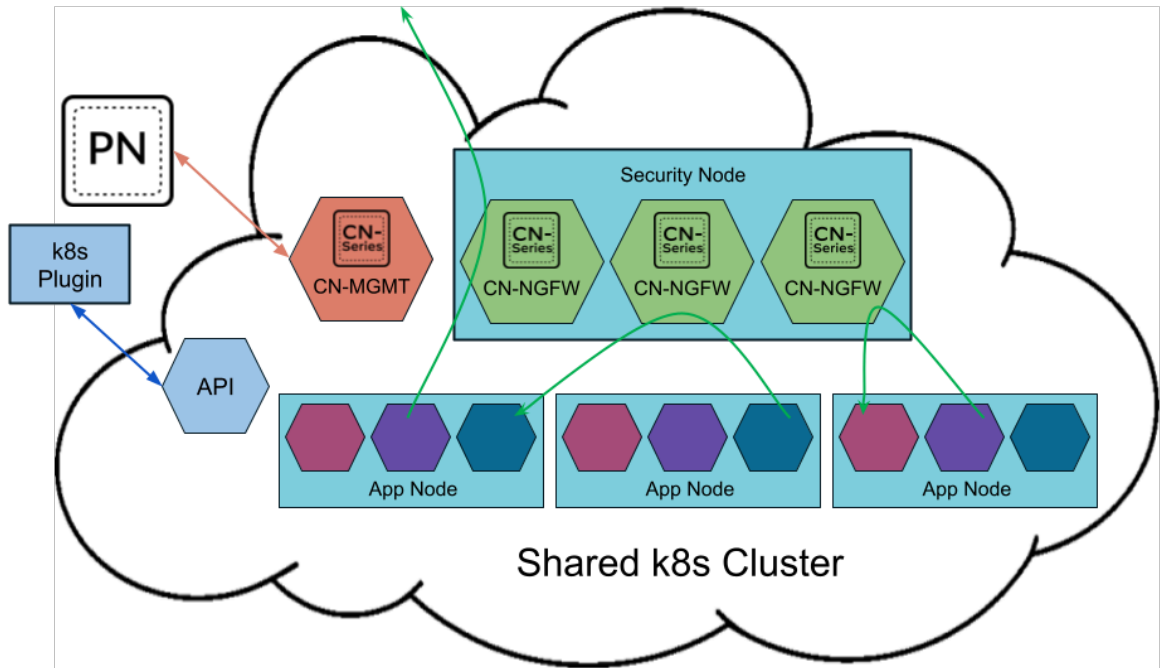 PN
k8s
Plugin
API
CN-
Series
CN-MGMT
Security Node
CN-
Series
CN-NGFW
CN-
Series
CN-NGFW
CN-
Series
CN-NGFW
App Node
App Node
App Node
Shared k8s Cluster